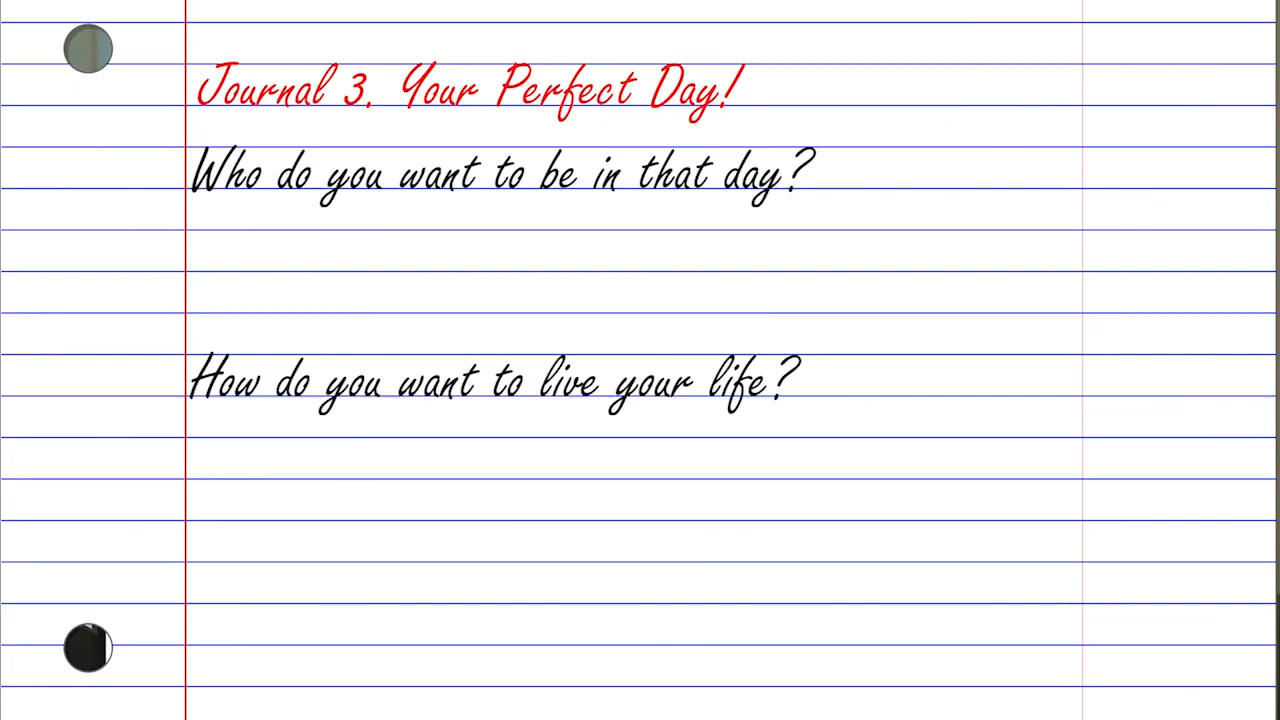 Journal 3. Your Perfect Day!
Who do you want to be in that day?
How do you want to live your life?